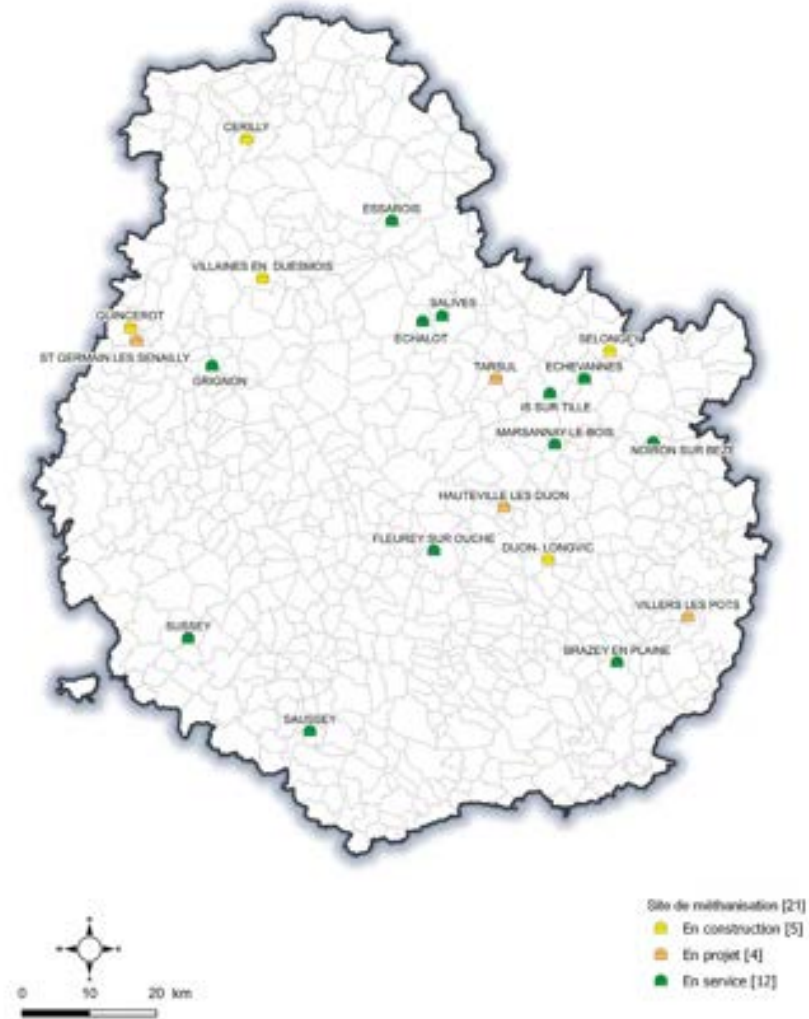 CERILLY
ESSAROIS
VILLAINES EN DUESMOIS
SALIVES
QUINCEROT
ECHALOT
SELONGEY
ST GERMAIN LES SENAILLY
TARSUL
ECHEVANNES
GRIGNON
IS SUR TILLE
MARSANNAY-LE-BOIS
NOIRON SUR BEZE
HAUTEVILLE LES DIJON
FLEUREY SUR OUCHE
DIJON- LONGVIC
VILLERS LES POTS
SUSSEY
BRAZEY EN PLAINE
SAUSSEY
Site de méthanisation [21]
En construction [5]
En projet [4]
En service [12]
0 10 20 km